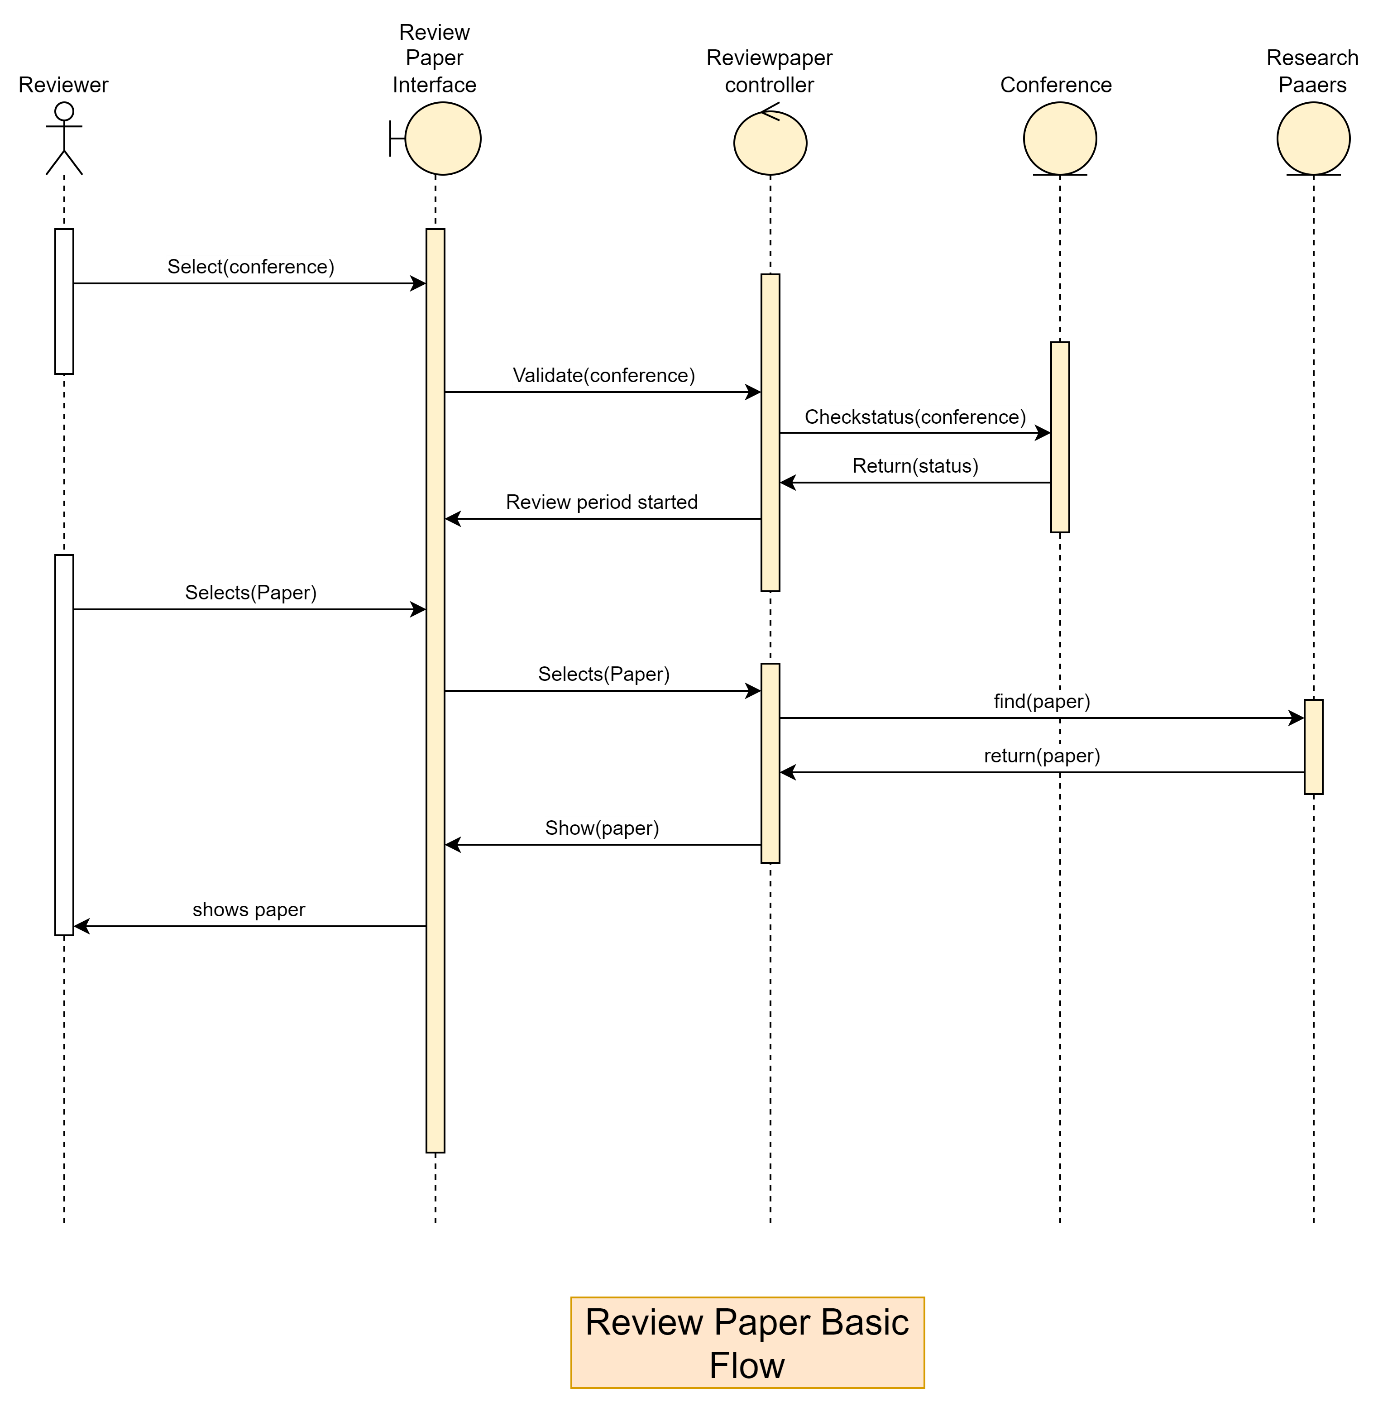 Review
Paper
Interface
Reviewer
Reviewpaper
controller
Conference
Research
Paaers
Select(conference)
Validate(conference)
Checkstatus(conference)
Return(status)
Review period started
Selects(Paper)
Selects(Paper)
find(paper)
return(paper)
Show(paper)
shows paper
Review Paper Basic
Flow